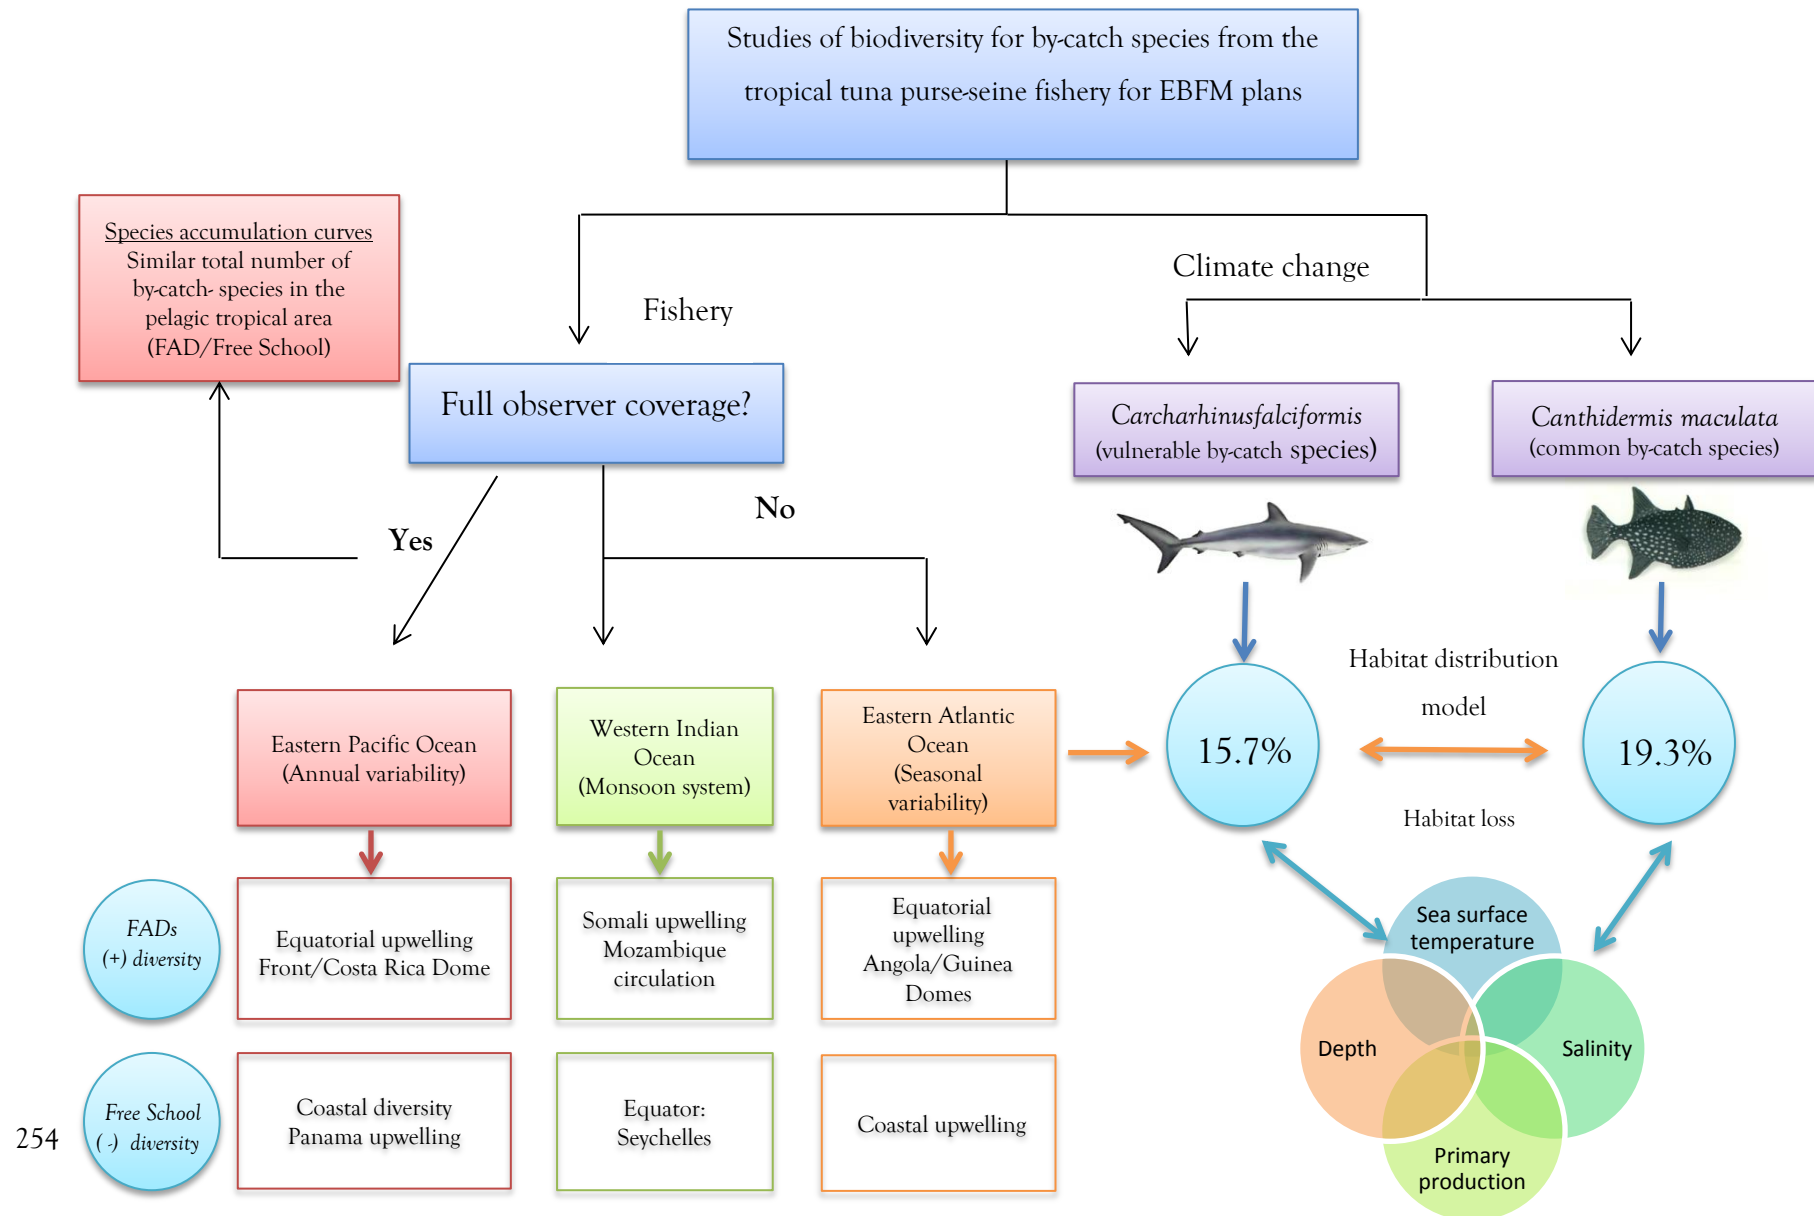 Studies of biodiversity for by-catch species from the
tropical tuna purse-seine fishery for EBFM plans
Species accumulation curves
Similar total number of
by-catch- species in the
pelagic tropical area
(FAD/Free School)
Fishery
Climate change
Full observer coverage?
Carcharhinusfalciformis
(vulnerable by-catch species)
Canthidermis maculata
(common by-catch species)
Yes
No
Eastern Pacific Ocean
(Annual variability)
Western Indian
Ocean
(Monsoon system)
Eastern Atlantic
Ocean
(Seasonal
variability)
15.7%
Habitat distribution
model
19.3%
Habitat loss
FADs
(+) diversity
Equatorial upwelling
Front/Costa Rica Dome
Somali upwelling
Mozambique
circulation
Equatorial
upwelling
Angola/Guinea
Domes
Free School
( -) diversity
Coastal diversity
Panama upwelling
Equator:
Seychelles
Coastal upwelling
Sea surface
temperature
Depth
Salinity
Primary
production
254